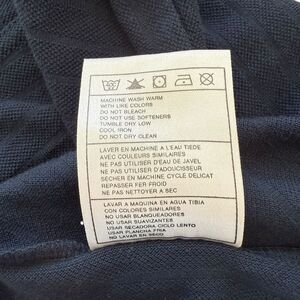 MACHINE WASH WARM
WITH LIKE COLORS
DO NOT BLEACH
DO NOT USE SOFTENERS
TUMBLE DRY LOW
COOL IRON
DO NOT DRY CLEAN
LAVER EN MACHINE A L'EAU TIEDE
AVEC COULEURS SIMILAIRES
NE PAS UTILISER D'EAU DE JAVEL
NE PAS UTILISER D'ADOUCISSEUR
SECHER EN MACHINE CYCLE DELICAT
REPASSER FER FROID
NE PAS NETTOYER A SEC
LAVAR A MAQUINA EN AGUA TIBIA
CON COLORES SIMILARES
NO USAR BLANQUEADORES
NO USAR SUAVIZANTES
USAR SECADORA CICLO LENTO
USAR PLANCHA FRIA
NO LAVAR EN SECO